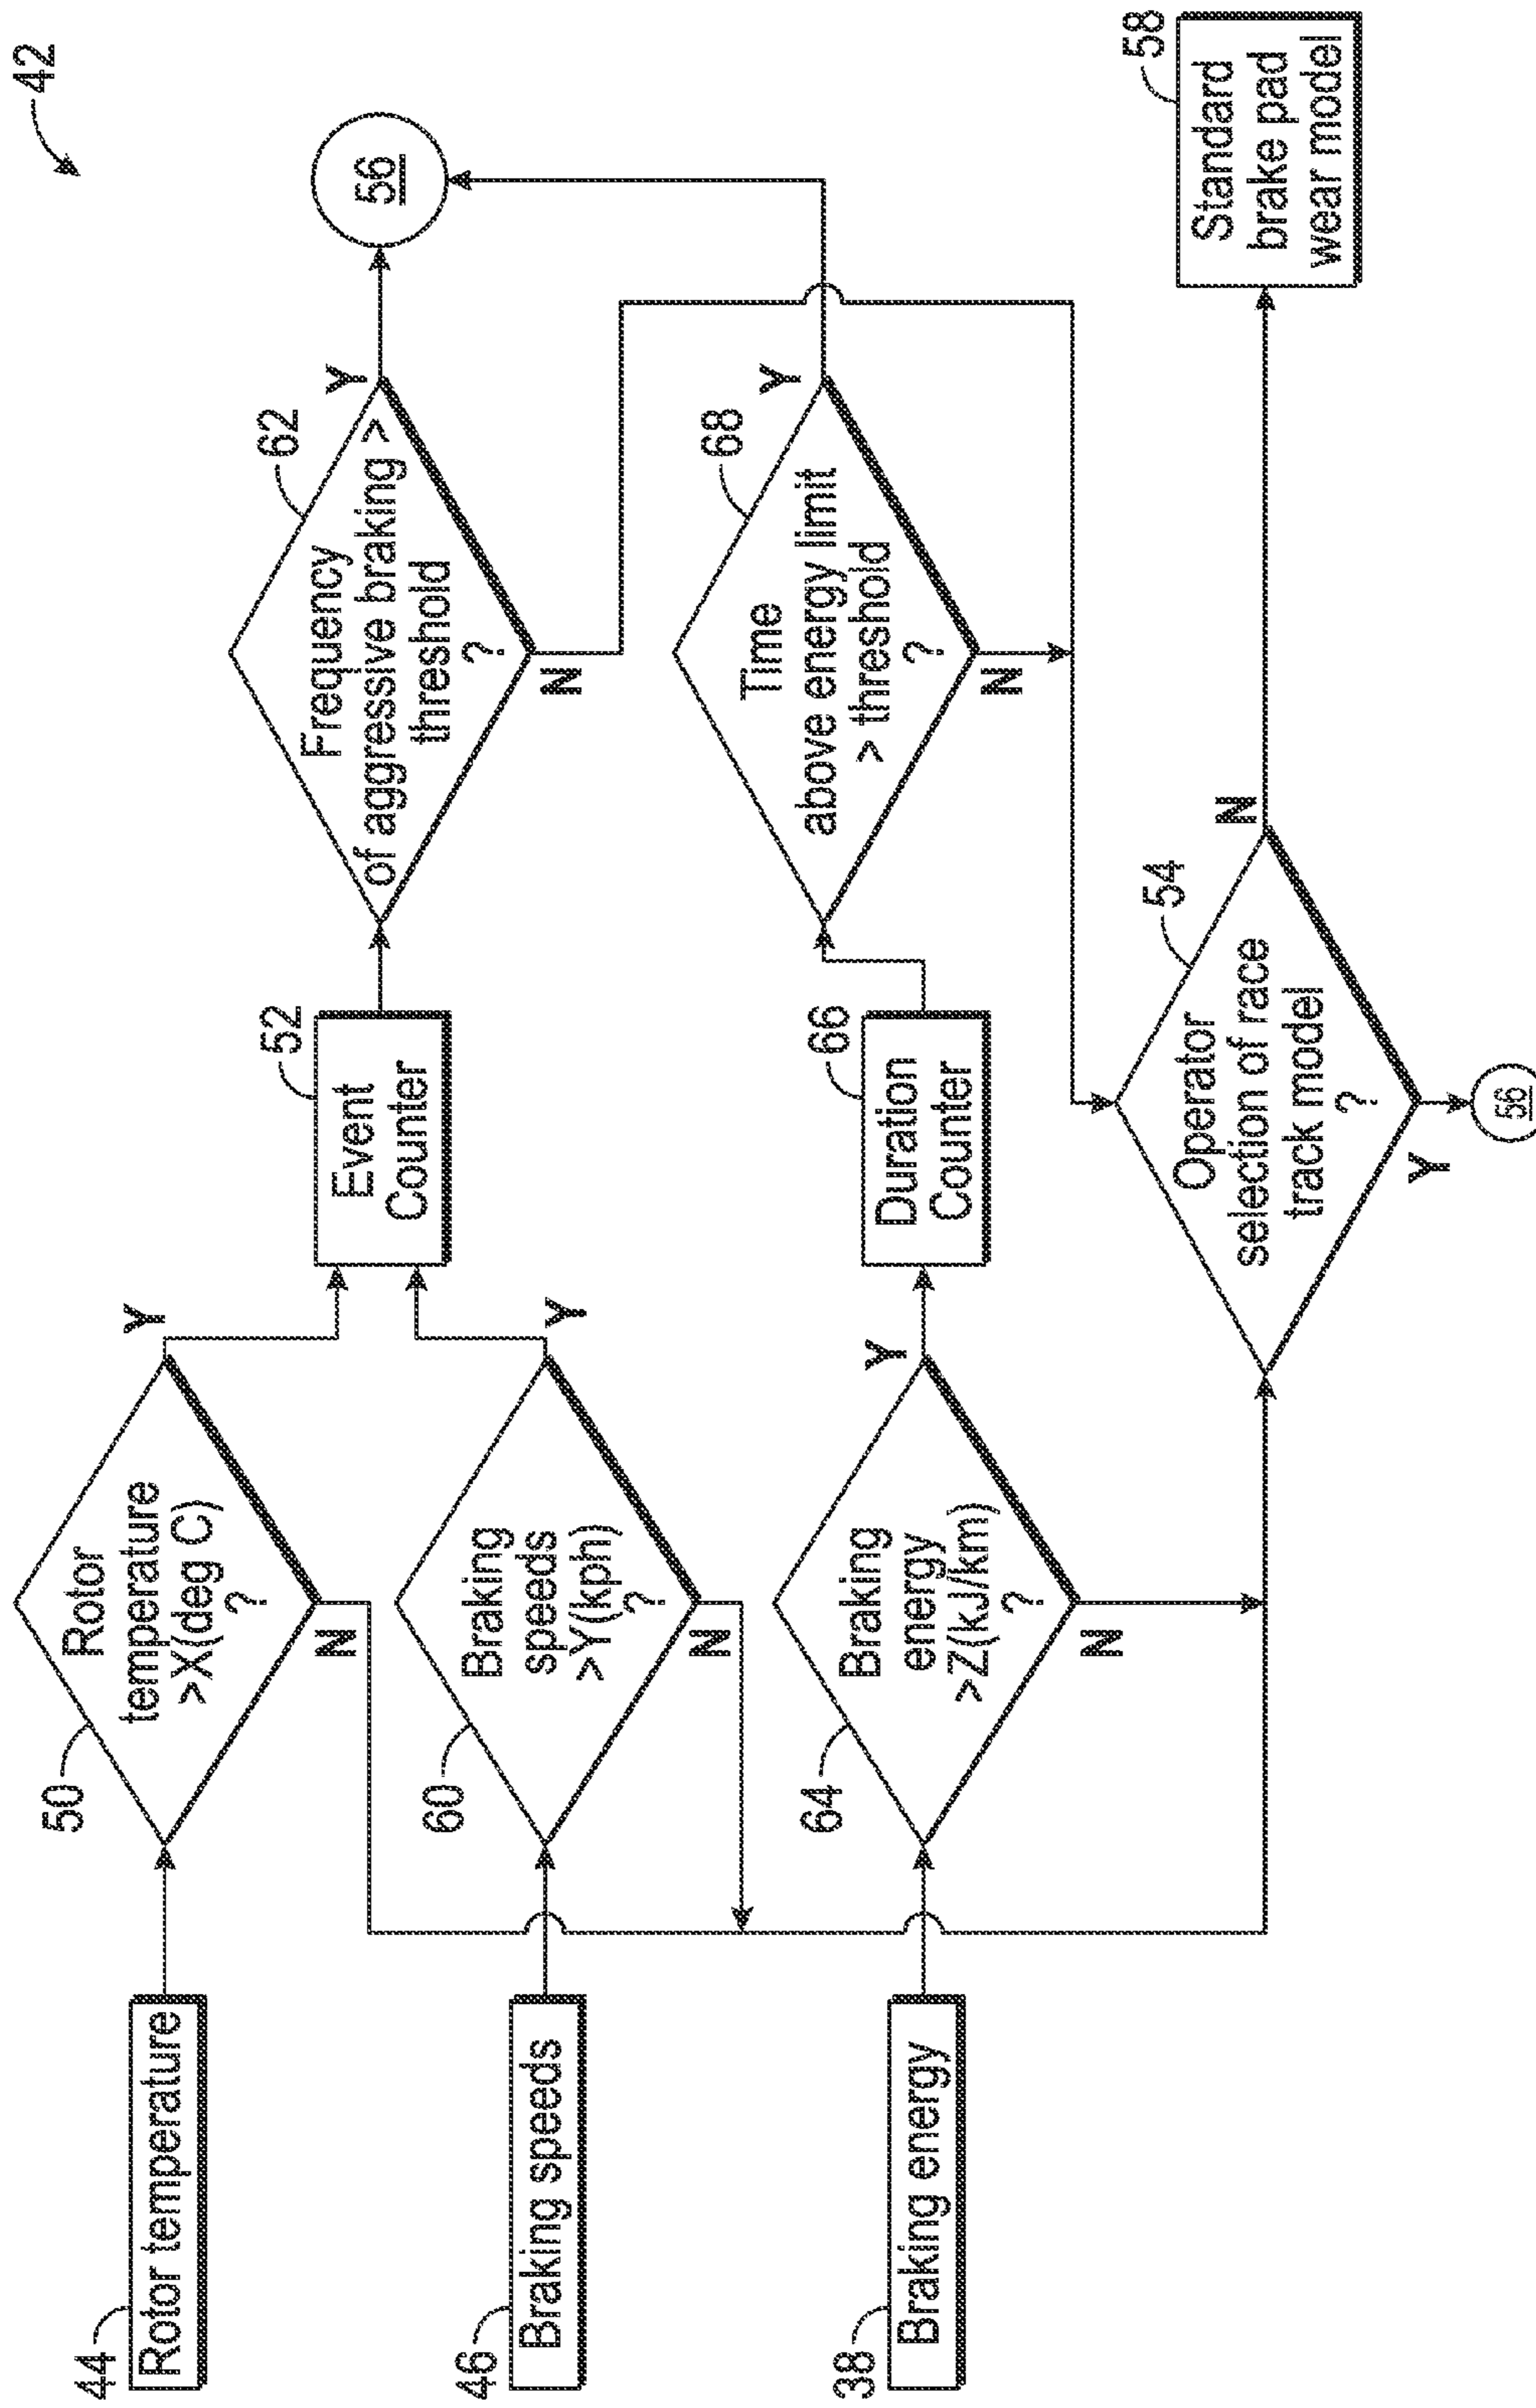 42
44
Rotor temperature
50
Rotor
temperature
>X(deg C)
?
Y
N
52
Event
Counter
62
Frequency
of aggressive braking >
threshold
?
Y
N
56
46
Braking speeds
60
Braking
speeds
>Y(kph)
?
Y
N
38
Braking energy
64
Braking
energy
>Z(kJ/km)
?
Y
N
66
Duration
Counter
68
Time
above energy limit
> threshold
?
Y
N
54
Operator
selection of race
track model
?
N
Y
56
58
Standard
brake pad
wear model